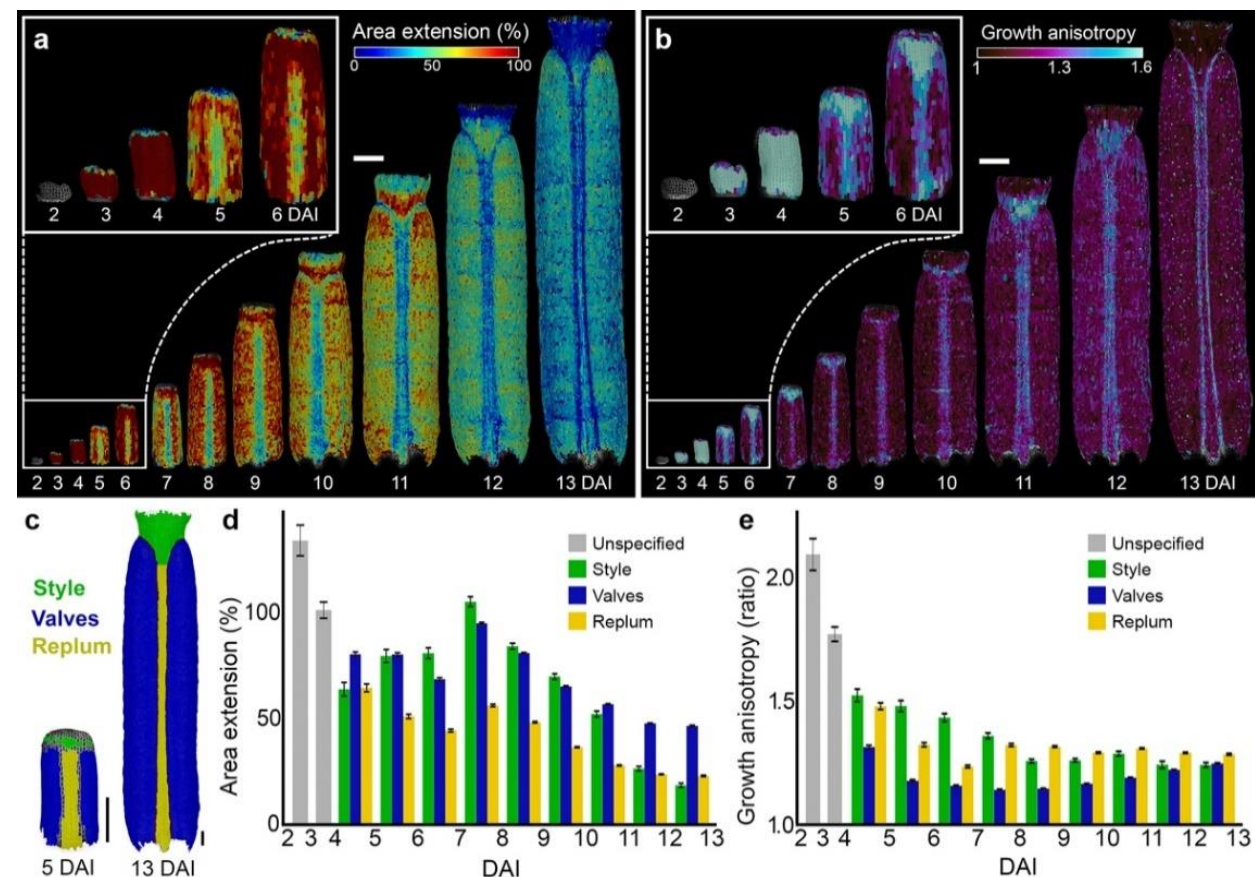 a
Area extension (%)
0 50 100
2 3 4 5 6 DAI
2 3 4 5 6 7 8 9 10 11 12 13 DAI
b
Growth anisotropy
1 1.3 1.6
2 3 4 5 6 DAI
2 3 4 5 6 7 8 9 10 11 12 13 DAI
c
Style
Valves
Replum
5 DAI 13 DAI
d
Area extension (%)
100
50
0
2 3 4 5 6 7 8 9 10 11 12 13
DAI
Unspecified
Style
Valves
Replum
e
Growth anisotropy (ratio)
2.0
1.5
1.0
2 3 4 5 6 7 8 9 10 11 12 13
DAI
Unspecified
Style
Valves
Replum